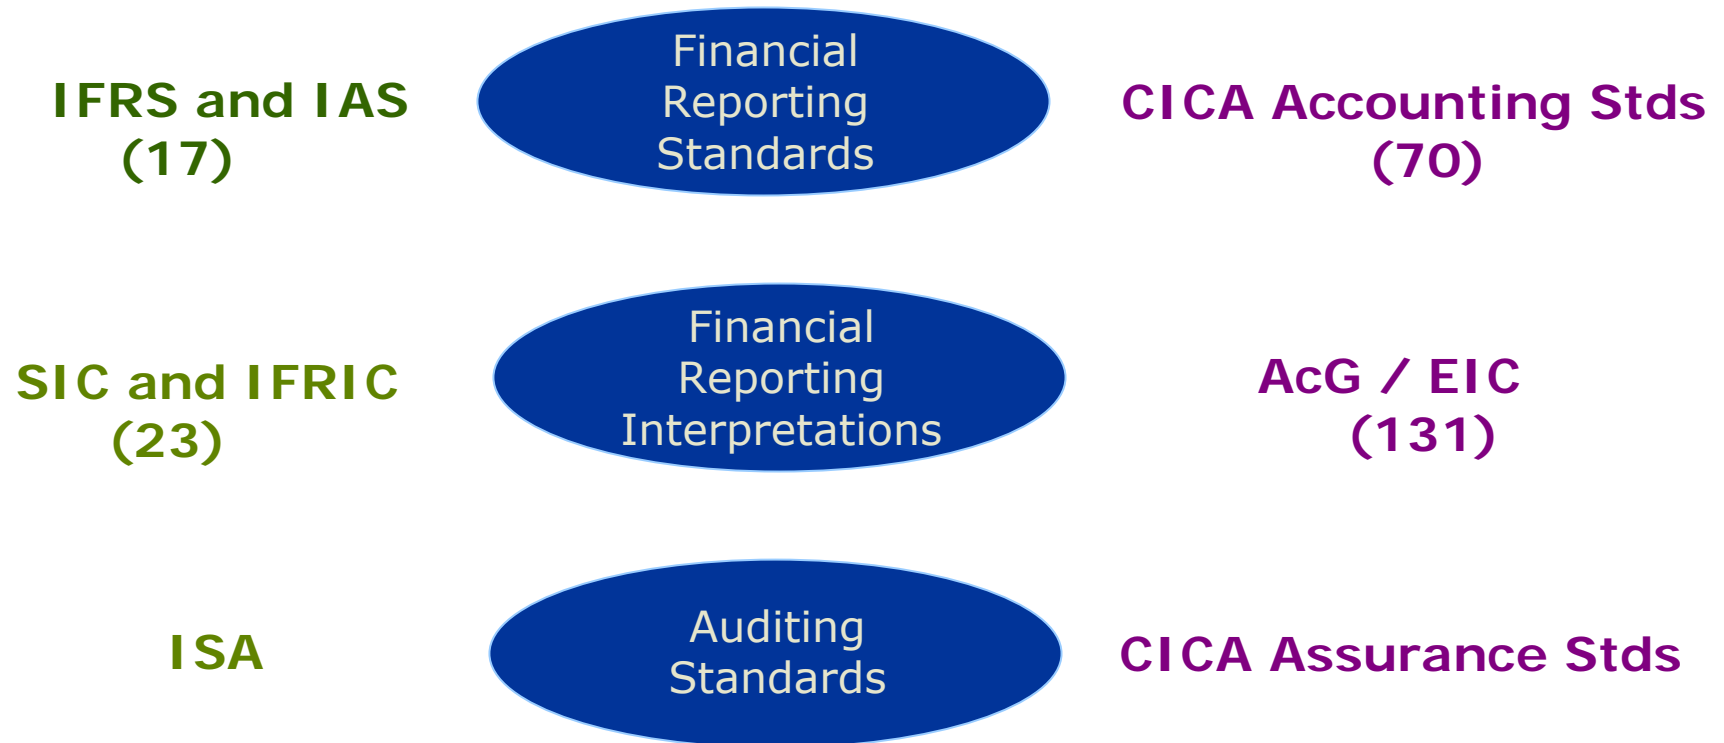 IFRS and IAS
(17)
Financial
Reporting
Standards
CICA Accounting Stds
(70)
SIC and IFRIC
(23)
Financial
Reporting
Interpretations
AcG / EIC
(131)
ISA
Auditing
Standards
CICA Assurance Stds